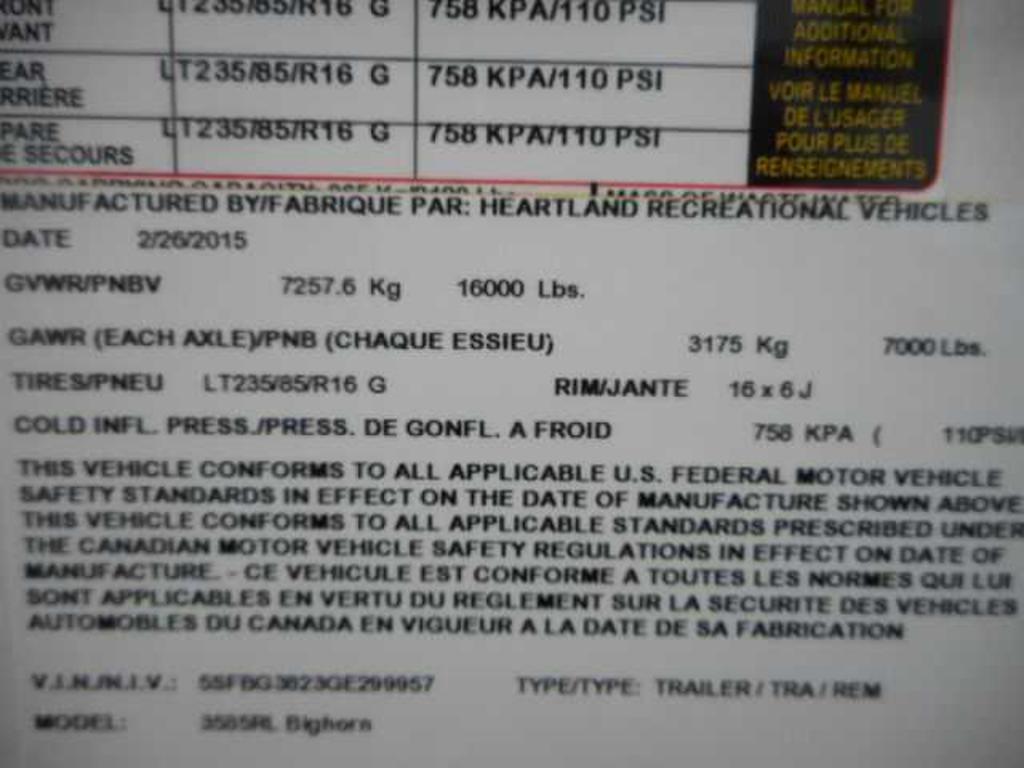 LT235/85/R16 G 758 KPA/110 PSI
LT235/85/R16 G 758 KPA/110 PSI
LT235/85/R16 G 758 KPA/110 PSI
E SECOURS
MANUAL FOR
ADDITIONAL
INFORMATION
VOIR LE MANUEL
DE L'USAGER
POUR PLUS DE
RENSEIGNEMENTS
MANUFACTURED BY/FABRIQUE PAR: HEARTLAND RECREATIONAL VEHICLES
DATE 2/26/2015
GVWR/PNBV 7257.6 Kg 16000 Lbs.
GAWR (EACH AXLE)/PNB (CHAQUE ESSIEU) 3175 Kg 7000 Lbs.
TIRES/PNEU LT235/85/R16 G RIM/JANTE 16 x 6 J
COLD INFL. PRESS./PRESS. DE GONFL. A FROID 758 KPA ( 110PSI/
THIS VEHICLE CONFORMS TO ALL APPLICABLE U.S. FEDERAL MOTOR VEHICLE
SAFETY STANDARDS IN EFFECT ON THE DATE OF MANUFACTURE SHOWN ABOVE
THIS VEHICLE CONFORMS TO ALL APPLICABLE STANDARDS PRESCRIBED UNDER
THE CANADIAN MOTOR VEHICLE SAFETY REGULATIONS IN EFFECT ON DATE OF
MANUFACTURE. - CE VEHICULE EST CONFORME A TOUTES LES NORMES QUI LUI
SONT APPLICABLES EN VERTU DU REGLEMENT SUR LA SECURITE DES VEHICLES
AUTOMOBLES DU CANADA EN VIGUEUR A LA DATE DE SA FABRICATION
V.I.N./N.I.V.: 5SFBG3823GE299957 TYPE/TYPE: TRAILER / TRA / REM
MODEL: 3585RL Bighorn